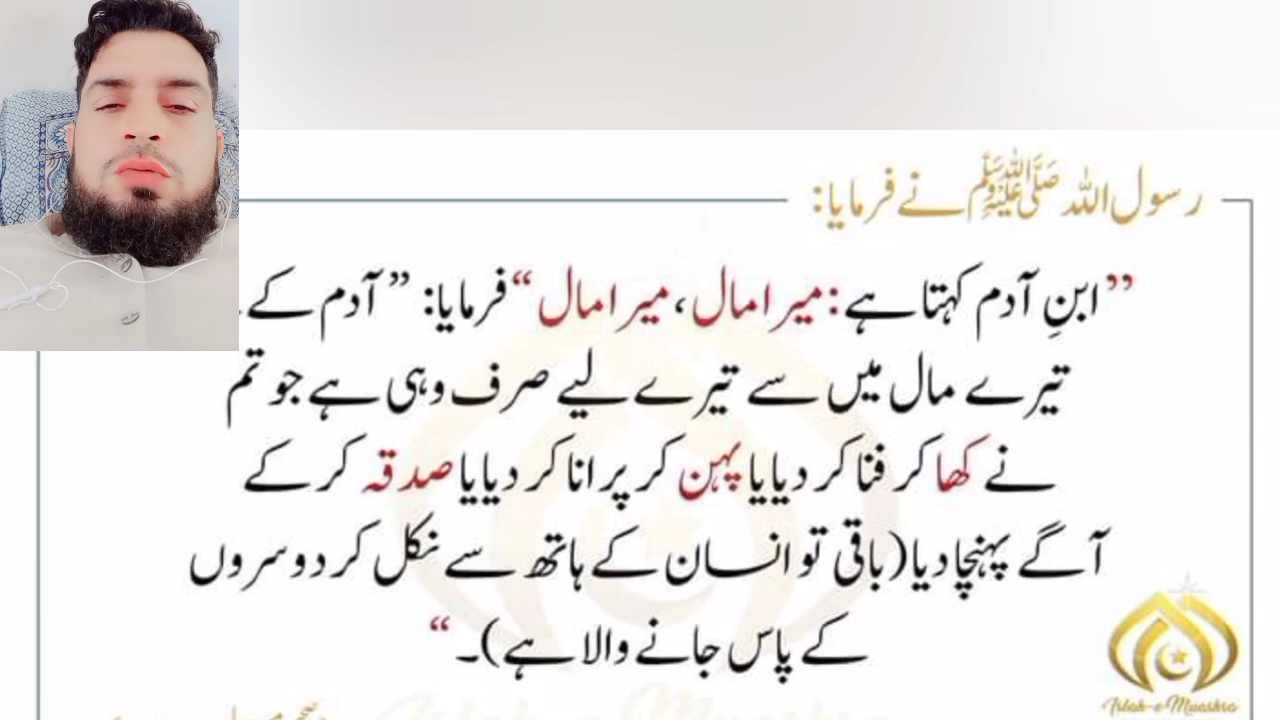 رسول اللہ ﷺ نے فرمایا:
”ابنِ آدم کہتا ہے: میرا مال، میرا مال“ فرمایا: ”آدم کے
تیرے مال میں سے تیرے لیے صرف وہی ہے جو تم
نے کھا کر فنا کر دیا یا پہن کر پرانا کر دیا یا صدقہ کر کے
آگے پہنچا دیا (باقی تو انسان کے ہاتھ سے نکل کر دوسروں
کے پاس جانے والا ہے)۔“
Islah-e-Muashra